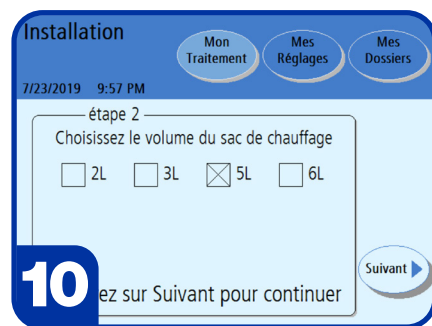 Installation
Mon
Traitement
Mes
Réglages
Mes
Dossiers
7/23/2019 9:57 PM
étape 2
Choisissez le volume du sac de chauffage
2L 3L 5L 6L
Suivant
10
ez sur Suivant pour continuer